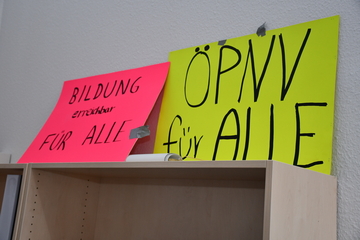 BILDUNG
erreichbar
FÜR ALLE
ÖPNV
für ALLE